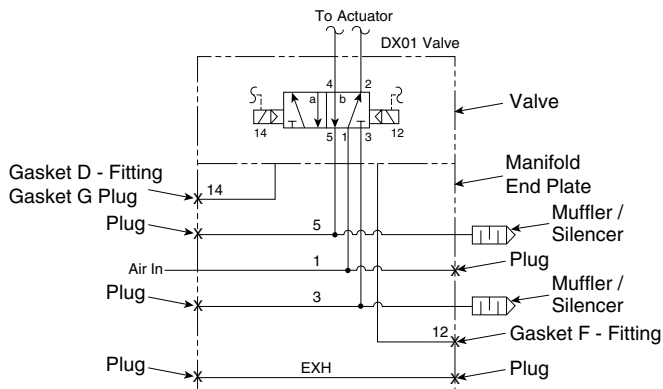 To Actuator
DX01 Valve
4 2
a b
14 12
5 1 3
Valve
Gasket D - Fitting
Gasket G Plug
14
Manifold
End Plate
Plug
5
Muffler /
Silencer
Air In
1
Plug
Plug
3
Muffler /
Silencer
12
Gasket F - Fitting
Plug
EXH
Plug